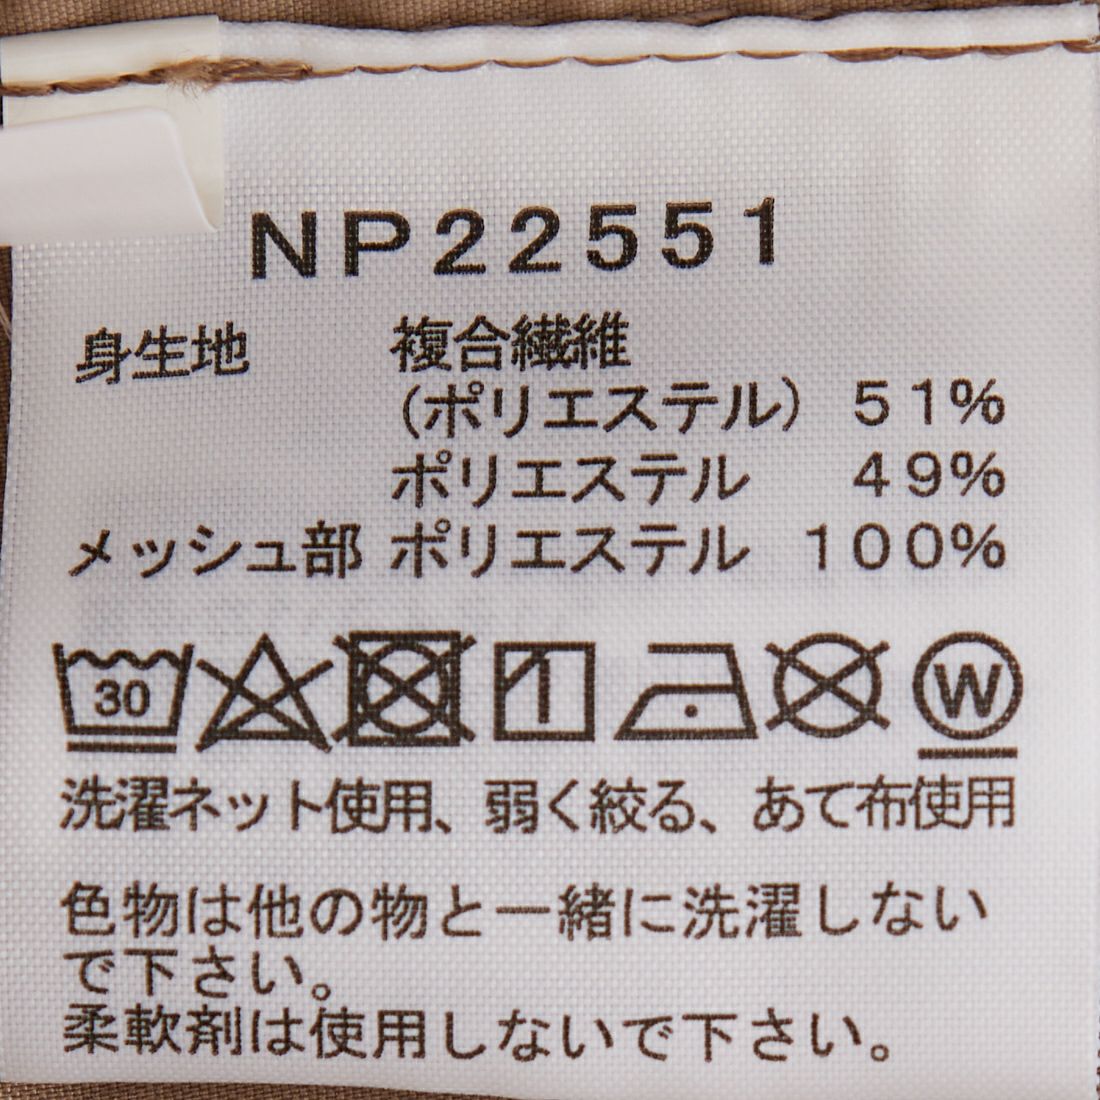 NP22551
身生地 複合繊維
(ポリエステル) 51%
ポリエステル 49%
メッシュ部 ポリエステル 100%
30 W
洗濯ネット使用、弱く絞る、あて布使用
色物は他の物と一緒に洗濯しない
で下さい。
柔軟剤は使用しないで下さい。